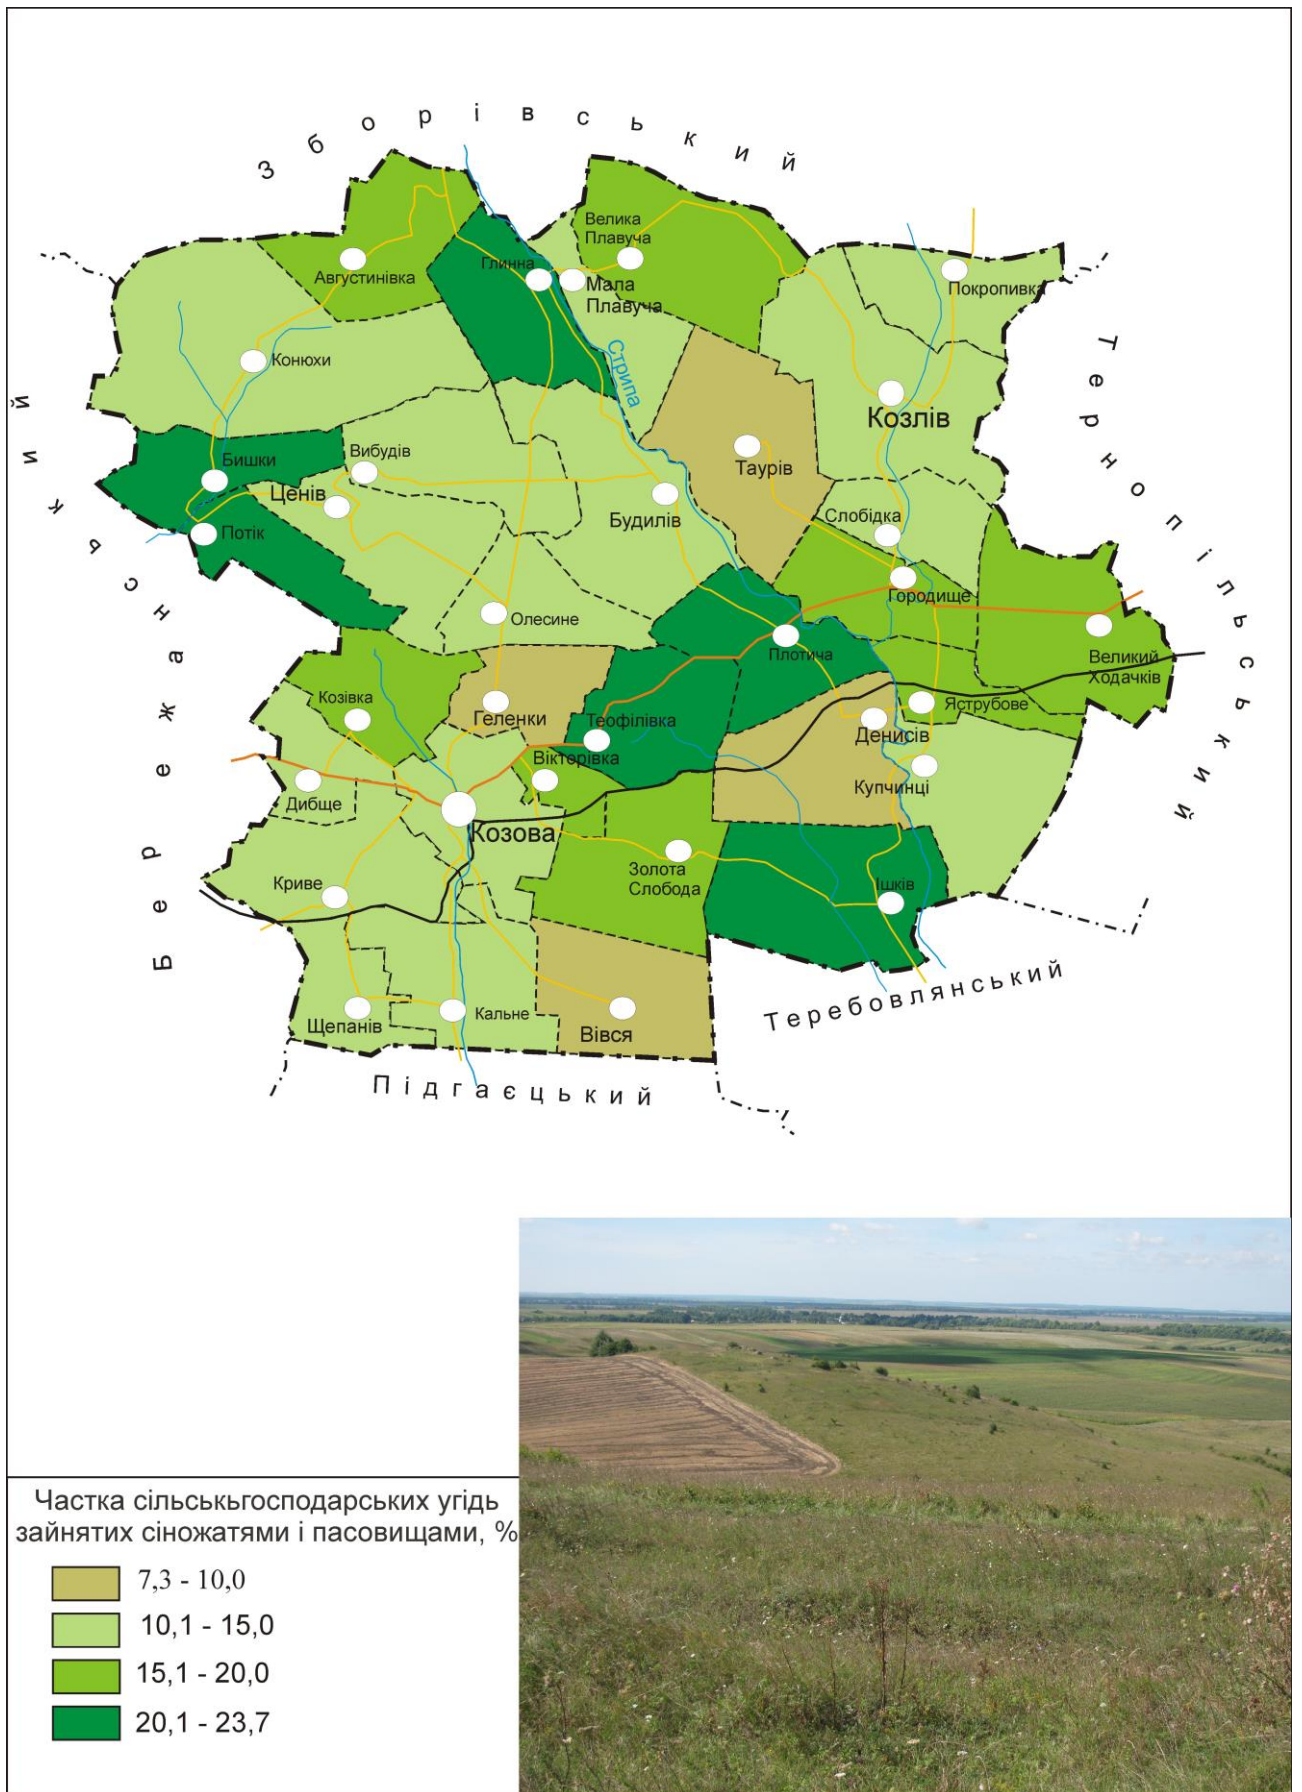 Зборівський
Велика
Плавуча
Глинна
Августинівка
Мала
Плавуча
Покропивка
Стрипа
Конюхи
Козлів
Тернопільський
Бережанський
Вибудів
Бишки
Ценів
Таурів
Будилів
Слобідка
Потік
Городище
Олесине
Плотича
Великий
Ходачків
Козівка
Геленки
Теофілівка
Яструбове
Денисів
Вікторівка
Купчинці
Дибще
Козова
Золота
Слобода
Криве
Ішків
Теребовлянський
Щепанів
Кальне
Вівся
Підгаєцький
Частка сільськьгосподарських угідь
зайнятих сіножатями і пасовищами, %
7,3 - 10,0
10,1 - 15,0
15,1 - 20,0
20,1 - 23,7